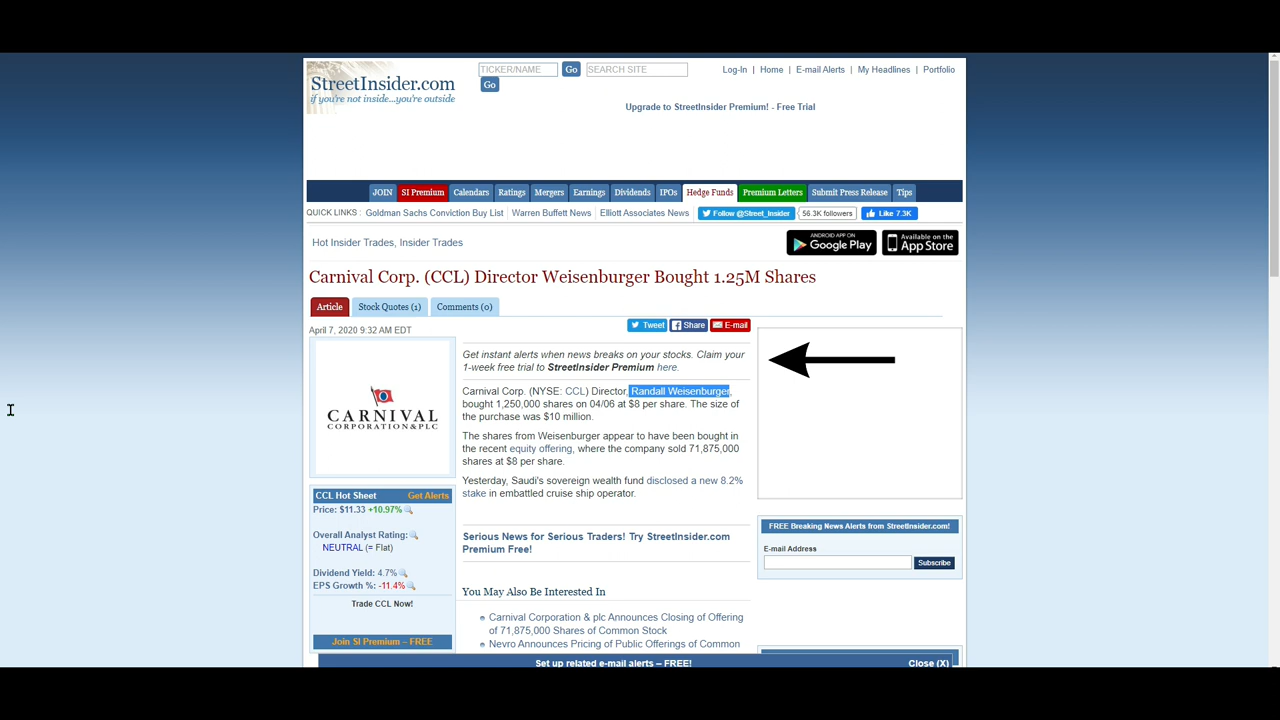 StreetInsider.com
if you're not inside...you're outside
TICKER/NAME Go SEARCH SITE
Go
Log-In | Home | E-mail Alerts | My Headlines | Portfolio
Upgrade to StreetInsider Premium! - Free Trial
JOIN SI Premium Calendars Ratings Mergers Earnings Dividends IPOs Hedge Funds Premium Letters Submit Press Release Tips
QUICK LINKS : Goldman Sachs Conviction Buy List Warren Buffett News Elliott Associates News Follow @Street_Insider 56.3K followers Like 7.3K
Hot Insider Trades, Insider Trades
ANDROID APP ON
Google Play
Available on the
App Store
Carnival Corp. (CCL) Director Weisenburger Bought 1.25M Shares
Article Stock Quotes (1) Comments (0)
April 7, 2020 9:32 AM EDT
Tweet Share E-mail
CARNIVAL
CORPORATION&PLC
Get instant alerts when news breaks on your stocks. Claim your
1-week free trial to StreetInsider Premium here.
Carnival Corp. (NYSE: CCL) Director, Randall Weisenburger,
bought 1,250,000 shares on 04/06 at $8 per share. The size of
the purchase was $10 million.
The shares from Weisenburger appear to have been bought in
the recent equity offering, where the company sold 71,875,000
shares at $8 per share.
Yesterday, Saudi's sovereign wealth fund disclosed a new 8.2%
stake in embattled cruise ship operator.
Serious News for Serious Traders! Try StreetInsider.com
Premium Free!
You May Also Be Interested In
Carnival Corporation & plc Announces Closing of Offering
of 71,875,000 Shares of Common Stock
Nevro Announces Pricing of Public Offerings of Common
CCL Hot Sheet Get Alerts
Price: $11.33 +10.97%
Overall Analyst Rating:
NEUTRAL (= Flat)
Dividend Yield: 4.7%
EPS Growth %: -11.4%
Trade CCL Now!
Join SI Premium – FREE
FREE Breaking News Alerts from StreetInsider.com!
E-mail Address
Subscribe
Set up related e-mail alerts – FREE! Close (X)